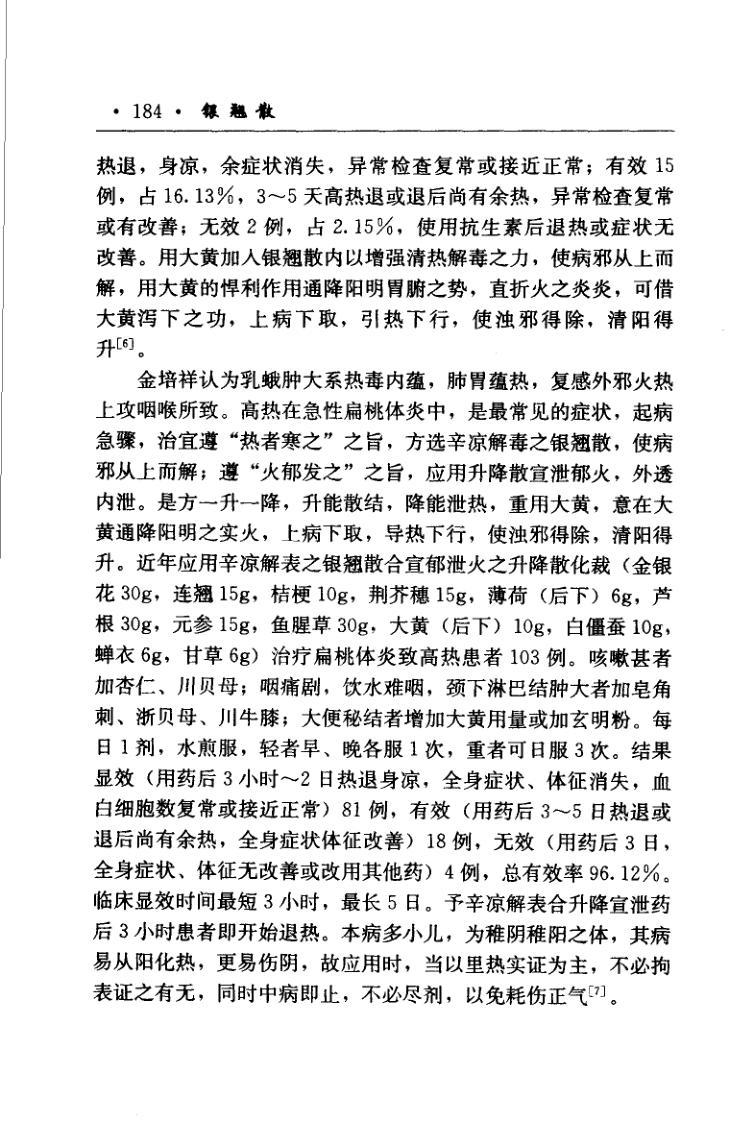 · 184 · 银翘散
热退，身凉，余症状消失，异常检查复常或接近正常；有效 15
例，占 16.13%，3～5 天高热退或退后尚有余热，异常检查复常
或有改善；无效 2 例，占 2.15%，使用抗生素后退热或症状无
改善。用大黄加入银翘散内以增强清热解毒之力，使病邪从上而
解，用大黄的悍利作用通降阳明胃腑之势，直折火之炎炎，可借
大黄泻下之功，上病下取，引热下行，使浊邪得除，清阳得
升[6]。
金培祥认为乳蛾肿大系热毒内蕴，肺胃蕴热，复感外邪火热
上攻咽喉所致。高热在急性扁桃体炎中，是最常见的症状，起病
急骤，治宜遵“热者寒之”之旨，方选辛凉解毒之银翘散，使病
邪从上而解；遵“火郁发之”之旨，应用升降散宣泄郁火，外透
内泄。是方一升一降，升能散结，降能泄热，重用大黄，意在大
黄通降阳明之实火，上病下取，导热下行，使浊邪得除，清阳得
升。近年应用辛凉解表之银翘散合宣郁泄火之升降散化裁（金银
花 30g，连翘 15g，桔梗 10g，荆芥穗 15g，薄荷（后下）6g，芦
根 30g，元参 15g，鱼腥草 30g，大黄（后下）10g，白僵蚕 10g，
蝉衣 6g，甘草 6g）治疗扁桃体炎致高热患者 103 例。咳嗽甚者
加杏仁、川贝母；咽痛剧，饮水难咽，颈下淋巴结肿大者加皂角
刺、浙贝母、川牛膝；大便秘结者增加大黄用量或加玄明粉。每
日 1 剂，水煎服，轻者早、晚各服 1 次，重者可日服 3 次。结果
显效（用药后 3 小时～2 日热退身凉，全身症状、体征消失，血
白细胞数复常或接近正常）81 例，有效（用药后 3～5 日热退或
退后尚有余热，全身症状体征改善）18 例，无效（用药后 3 日，
全身症状、体征无改善或改用其他药）4 例，总有效率 96.12%。
临床显效时间最短 3 小时，最长 5 日。予辛凉解表合升降宣泄药
后 3 小时患者即开始退热。本病多小儿，为稚阴稚阳之体，其病
易从阳化热，更易伤阴，故应用时，当以里热实证为主，不必拘
表证之有无，同时中病即止，不必尽剂，以免耗伤正气[7]。